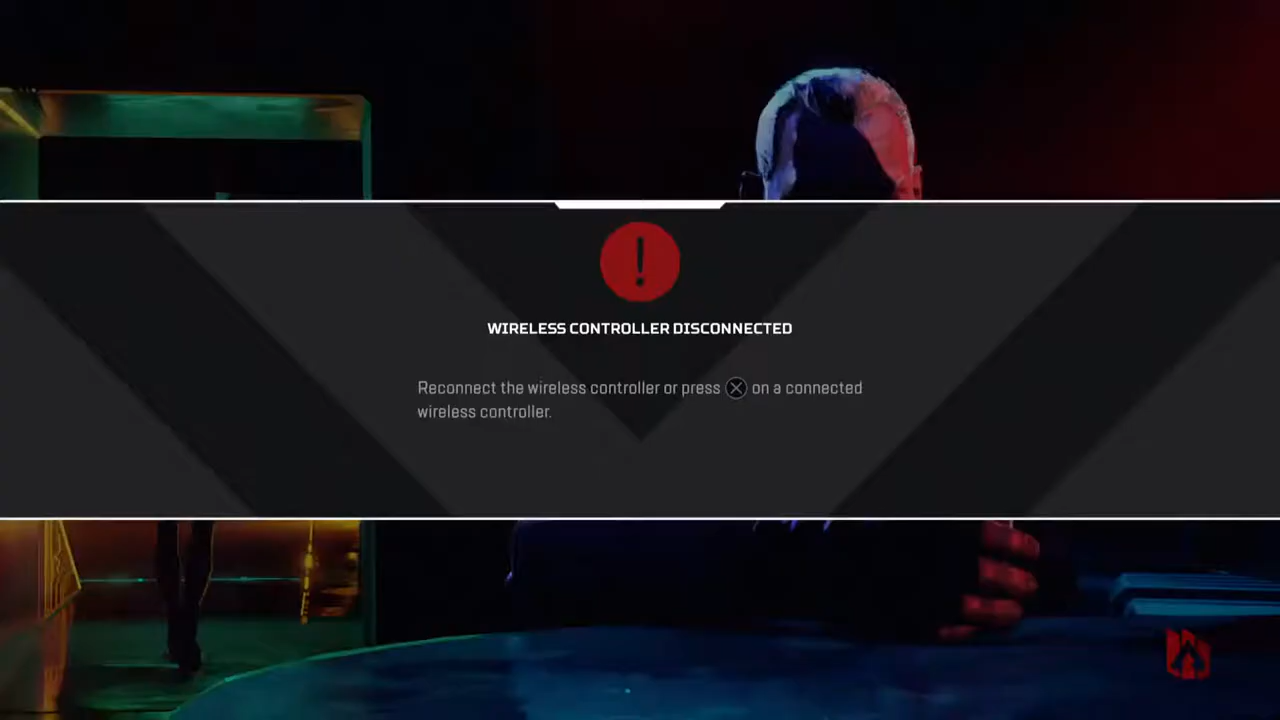 WIRELESS CONTROLLER DISCONNECTED
Reconnect the wireless controller or press ⓧ on a connected
wireless controller.